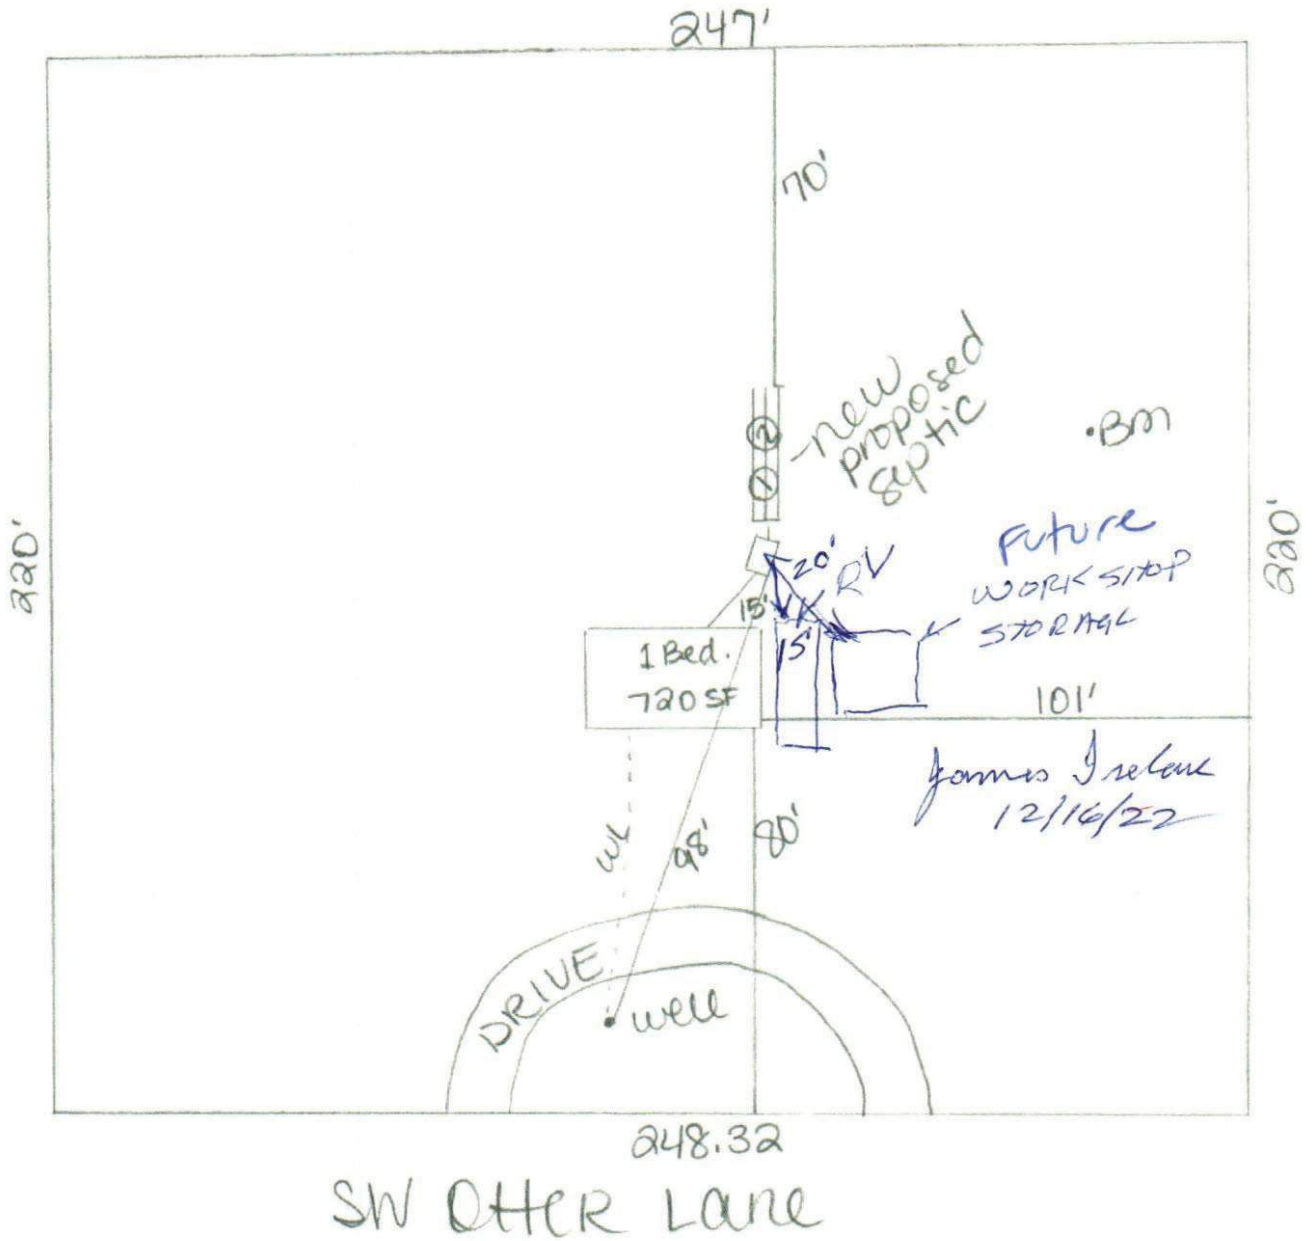 247'
70'
new
proposed
septic
2
1
.Bm
220'
220'
20'
RV
Future
WORKSHOP
STORAGE
15'
15'
1 Bed.
720 SF
101'
12/16/22
WL
98'
80'
DRIVE
well
248.32
SW Otter Lane